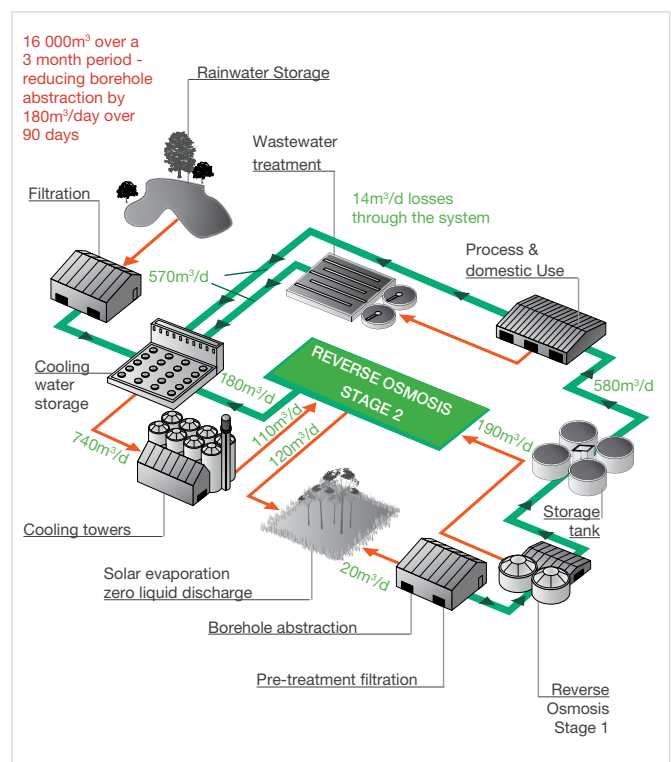 16 000m³ over a
3 month period -
reducing borehole
abstraction by
180m³/day over
90 days
Rainwater Storage
Wastewater
treatment
Filtration
14m³/d losses
through the system
Process &
domestic Use
570m³/d
Cooling
water
storage
180m³/d
REVERSE OSMOSIS
STAGE 2
580m³/d
740m³/d
110m³/d
120m³/d
190m³/d
Cooling towers
Storage
tank
Solar evaporation
zero liquid discharge
20m³/d
Borehole abstraction
Pre-treatment filtration
Reverse
Osmosis
Stage 1